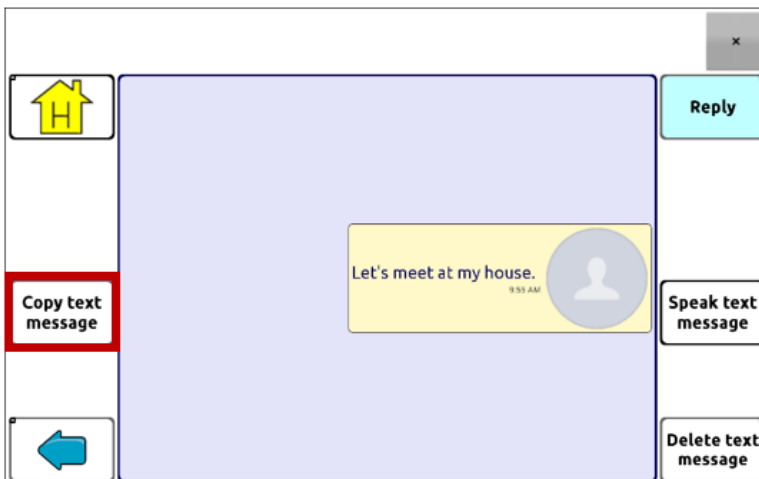 ×
H
Reply
Let's meet at my house.
9:55 AM
Copy text
message
Speak text
message
Delete text
message